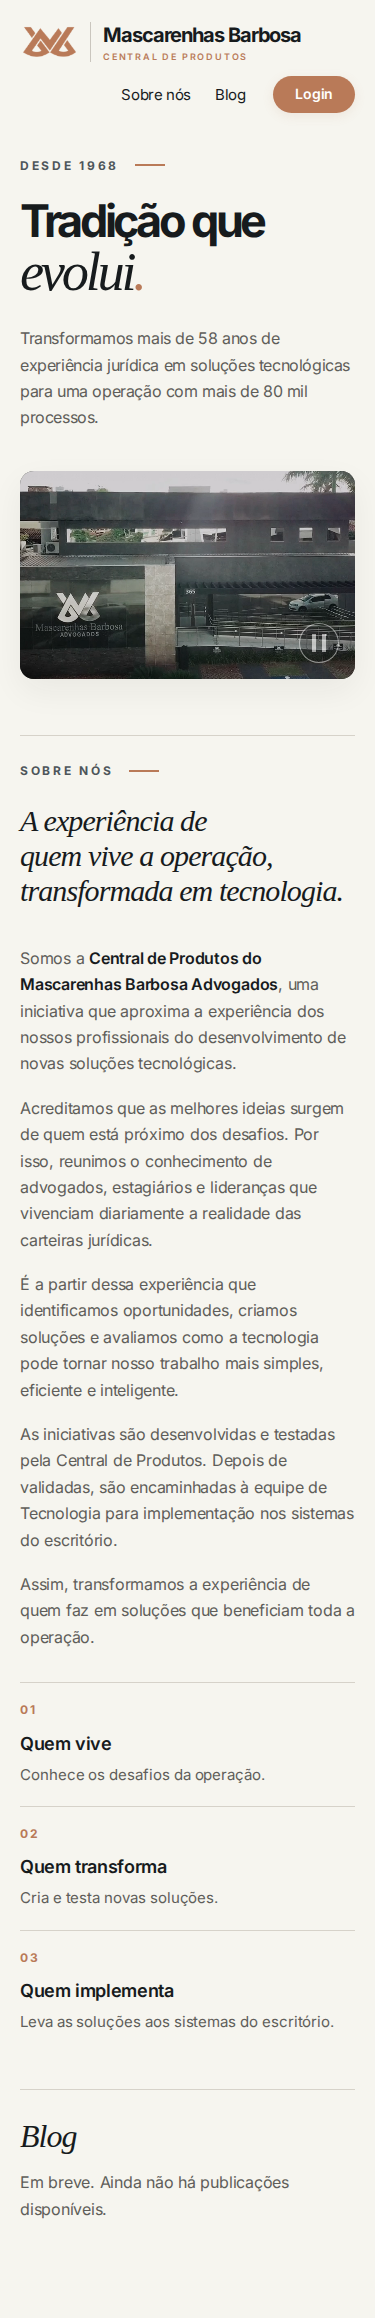 Mascarenhas Barbosa
CENTRAL DE PRODUTOS
Sobre nós Blog Login
DESDE 1968
Tradição que
evolui.
Transformamos mais de 58 anos de
experiência jurídica em soluções tecnológicas
para uma operação com mais de 80 mil
processos.
365
Mascarenhas Barbosa
ADVOGADOS
SOBRE NÓS
A experiência de
quem vive a operação,
transformada em tecnologia.
Somos a Central de Produtos do
Mascarenhas Barbosa Advogados, uma
iniciativa que aproxima a experiência dos
nossos profissionais do desenvolvimento de
novas soluções tecnológicas.
Acreditamos que as melhores ideias surgem
de quem está próximo dos desafios. Por
isso, reunimos o conhecimento de
advogados, estagiários e lideranças que
vivenciam diariamente a realidade das
carteiras jurídicas.
É a partir dessa experiência que
identificamos oportunidades, criamos
soluções e avaliamos como a tecnologia
pode tornar nosso trabalho mais simples,
eficiente e inteligente.
As iniciativas são desenvolvidas e testadas
pela Central de Produtos. Depois de
validadas, são encaminhadas à equipe de
Tecnologia para implementação nos sistemas
do escritório.
Assim, transformamos a experiência de
quem faz em soluções que beneficiam toda a
operação.
01
Quem vive
Conhece os desafios da operação.
02
Quem transforma
Cria e testa novas soluções.
03
Quem implementa
Leva as soluções aos sistemas do escritório.
Blog
Em breve. Ainda não há publicações
disponíveis.